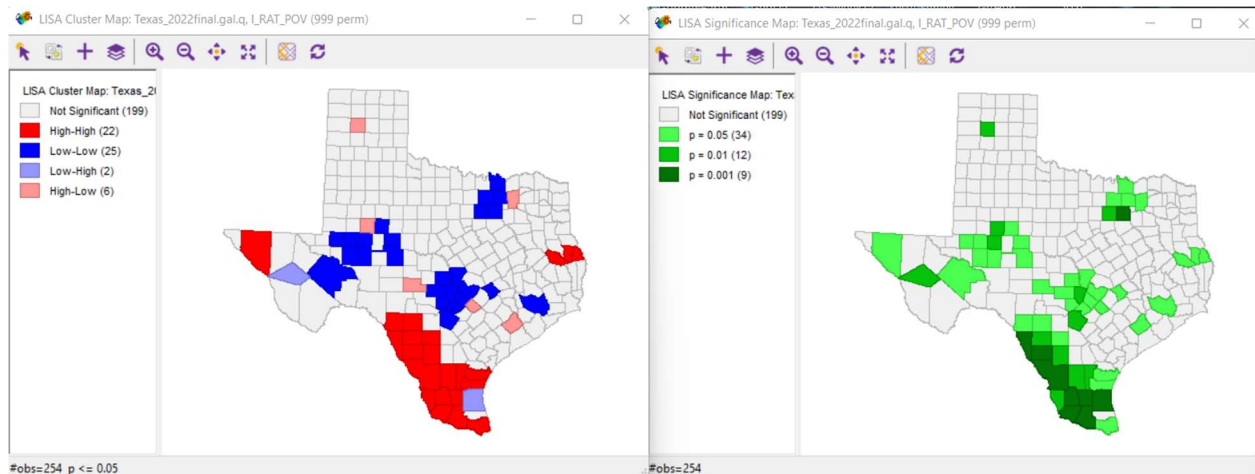 LISA Cluster Map: Texas_2022final.gal.q, I_RAT_POV (999 perm)
LISA Cluster Map: Texas_20
Not Significant (199)
High-High (22)
Low-Low (25)
Low-High (2)
High-Low (6)
#obs=254 p <= 0.05
LISA Significance Map: Texas_2022final.gal.q, I_RAT_POV (999 perm)
LISA Significance Map: Tex
Not Significant (199)
p = 0.05 (34)
p = 0.01 (12)
p = 0.001 (9)
#obs=254